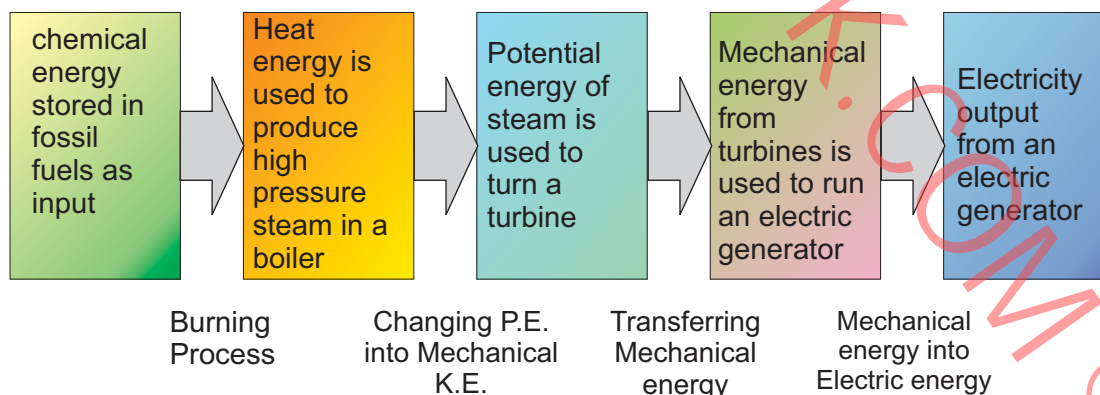 chemical
energy
stored in
fossil
fuels as
input
Heat
energy is
used to
produce
high
pressure
steam in a
boiler
Potential
energy of
steam is
used to
turn a
turbine
Mechanical
energy
from
turbines is
used to run
an electric
generator
Electricity
output
from an
electric
generator
Burning
Process
Changing P.E.
into Mechanical
K.E.
Transferring
Mechanical
energy
Mechanical
energy into
Electric energy
K.COM